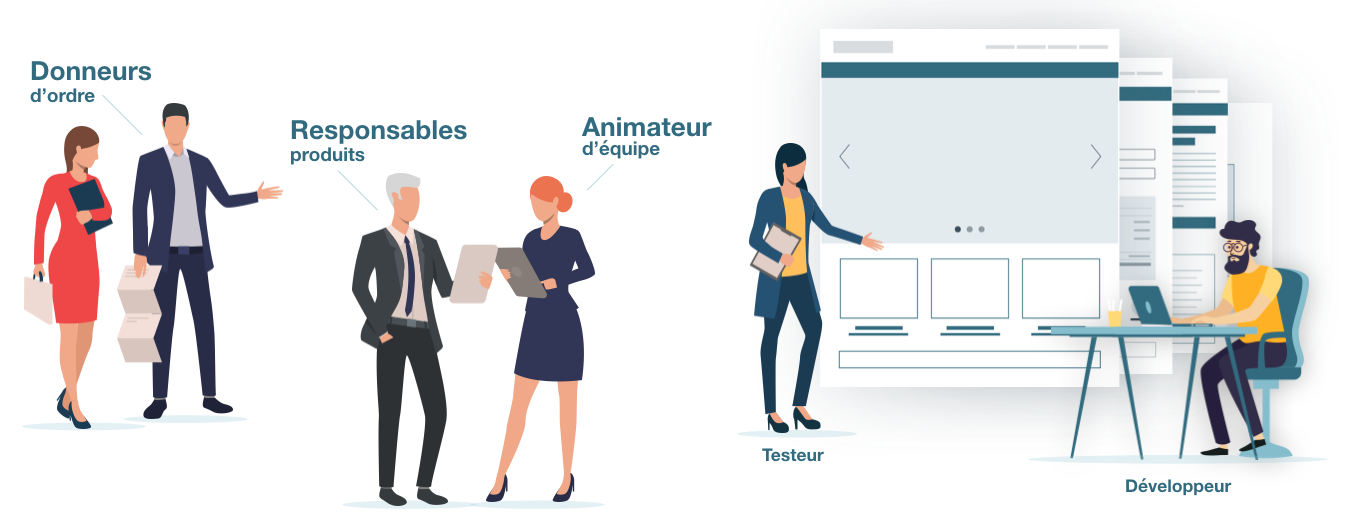 Donneurs
d’ordre
Responsables
produits
Animateur
d’équipe
Testeur
Développeur